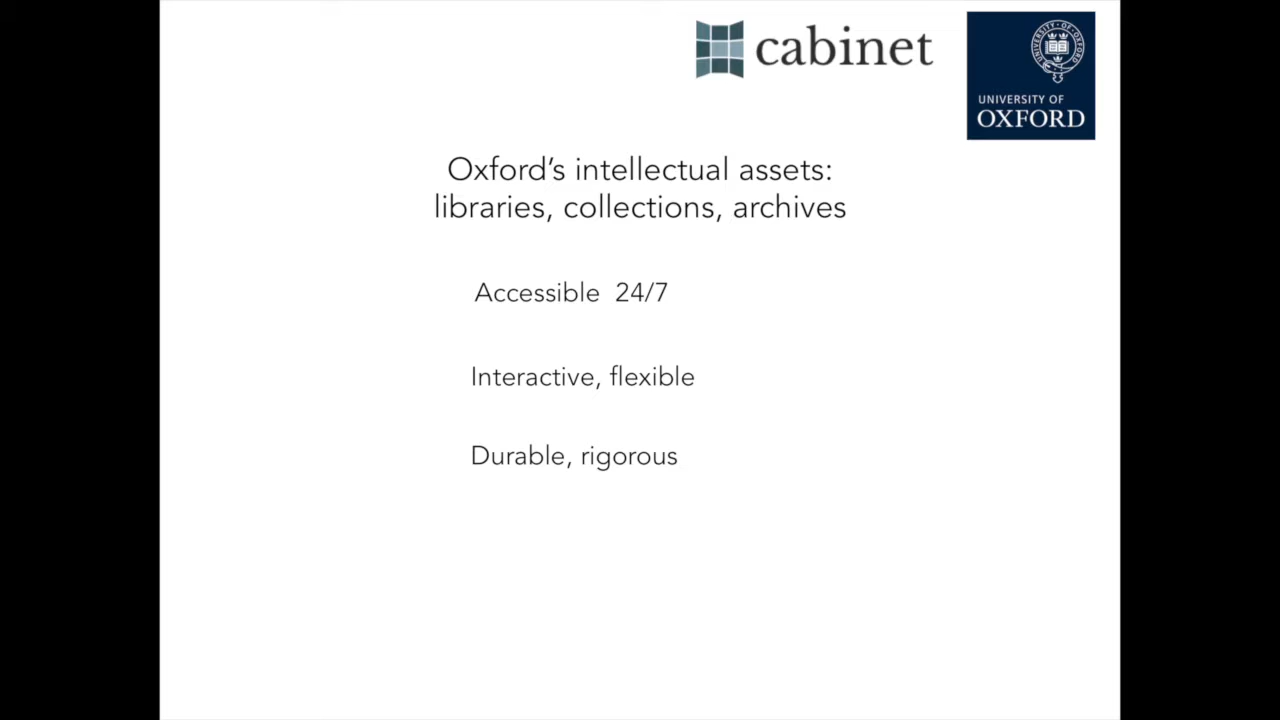 cabinet
UNIVERSITY OF
OXFORD
Oxford’s intellectual assets:
libraries, collections, archives
Accessible 24/7
Interactive, flexible
Durable, rigorous